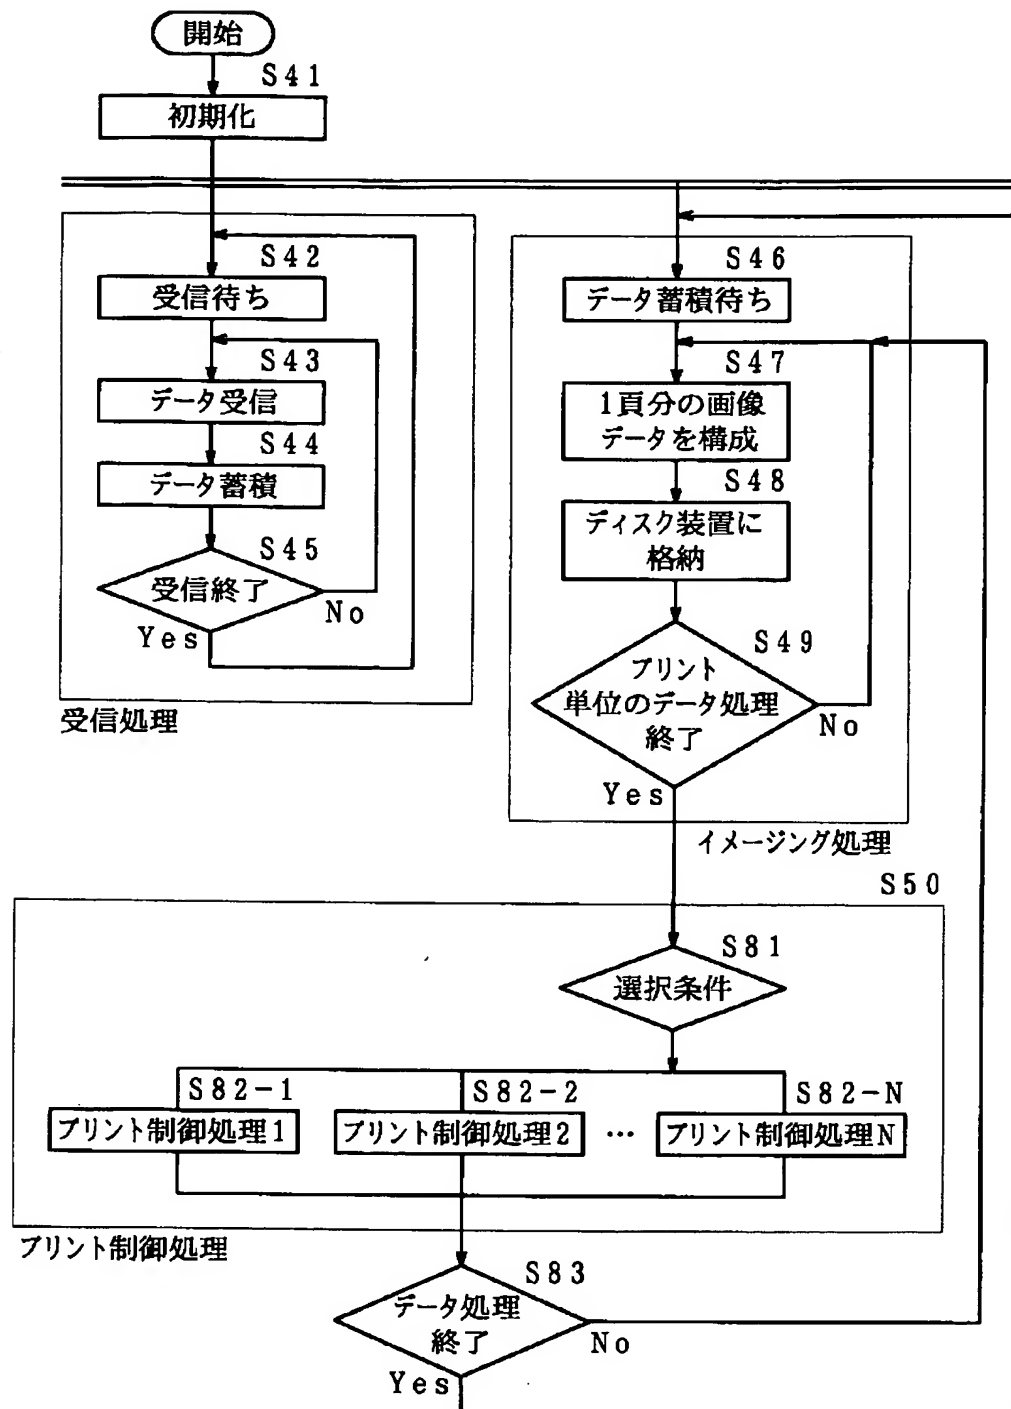 開始
S41
初期化
S42
受信待ち
S43
データ受信
S44
データ蓄積
S45
受信終了
No
Yes
受信処理
S46
データ蓄積待ち
S47
1頁分の画像
データを構成
S48
ディスク装置に
格納
S49
プリント
単位のデータ処理
終了
No
Yes
イメージング処理
S50
S81
選択条件
S82-1
プリント制御処理1
S82-2
プリント制御処理2
…
S82-N
プリント制御処理N
プリント制御処理
S83
データ処理
終了
No
Yes